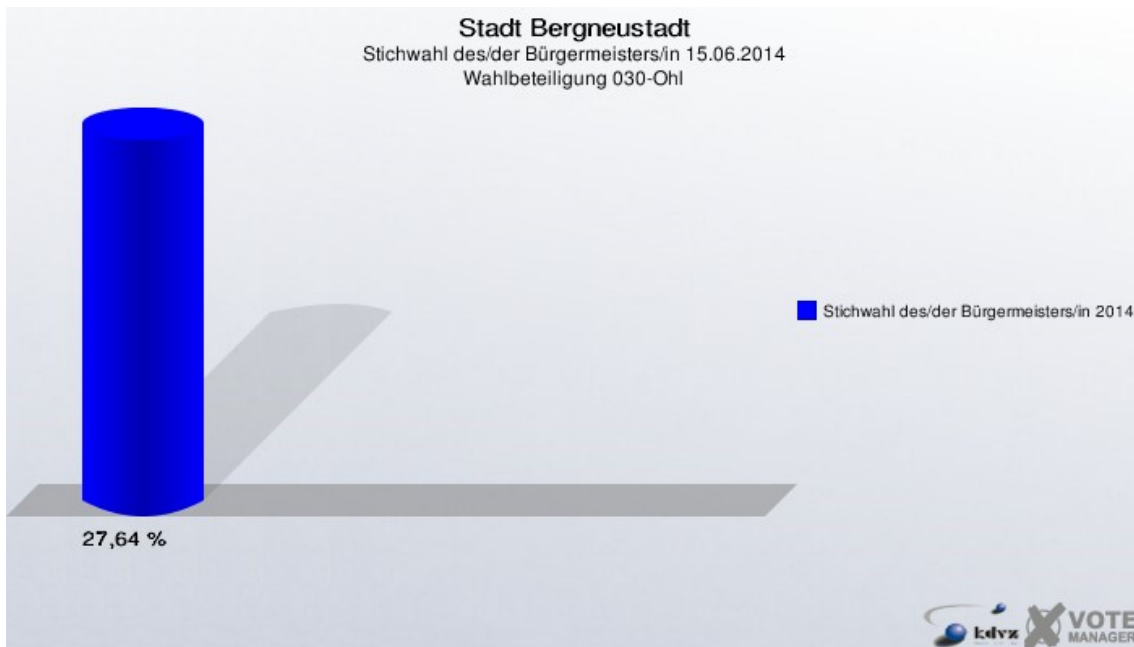 Stadt Bergneustadt
Stichwahl des/der Bürgermeisters/in 15.06.2014
Wahlbeteiligung 030-Ohl
Stichwahl des/der Bürgermeisters/in 2014
27,64 %
kdvz
VOTE
MANAGER